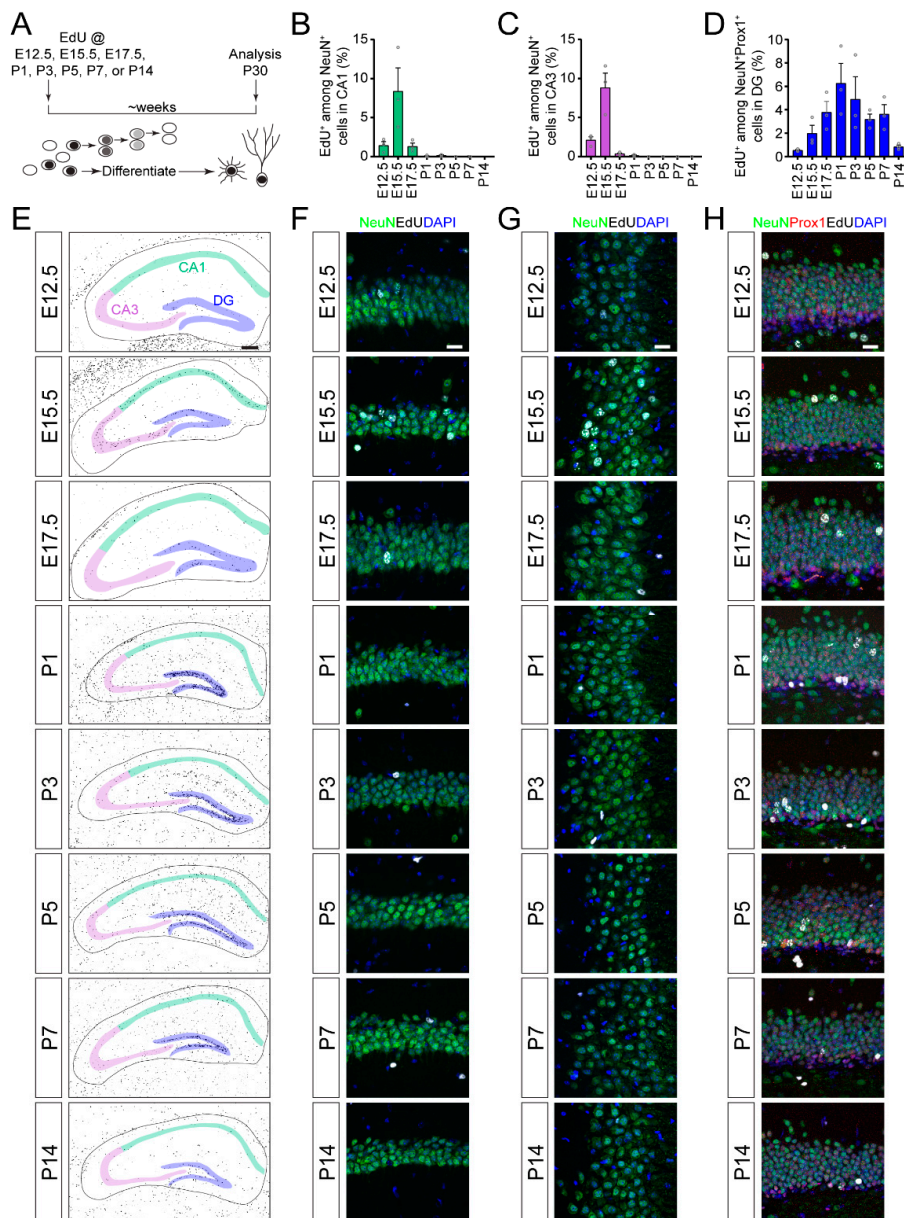 A
EdU @
E12.5, E15.5, E17.5,
P1, P3, P5, P7, or P14
Analysis
P30
~weeks
Differentiate
B
EdU⁺ among NeuN⁺
cells in CA1 (%)
15
10
5
0
E12.5
E15.5
E17.5
P1
P3
P5
P7
P14
C
EdU⁺ among NeuN⁺
cells in CA3 (%)
15
10
5
0
E12.5
E15.5
E17.5
P1
P3
P5
P7
P14
D
EdU⁺ among NeuN⁺Prox1⁺
cells in DG (%)
10
8
6
4
2
0
E12.5
E15.5
E17.5
P1
P3
P5
P7
P14
E
E12.5
CA1
CA3
DG
E15.5
E17.5
P1
P3
P5
P7
P14
F
NeuNEdUDAPI
E12.5
E15.5
E17.5
P1
P3
P5
P7
P14
G
NeuNEdUDAPI
E12.5
E15.5
E17.5
P1
P3
P5
P7
P14
H
NeuNProx1EdUDAPI
E12.5
E15.5
E17.5
P1
P3
P5
P7
P14